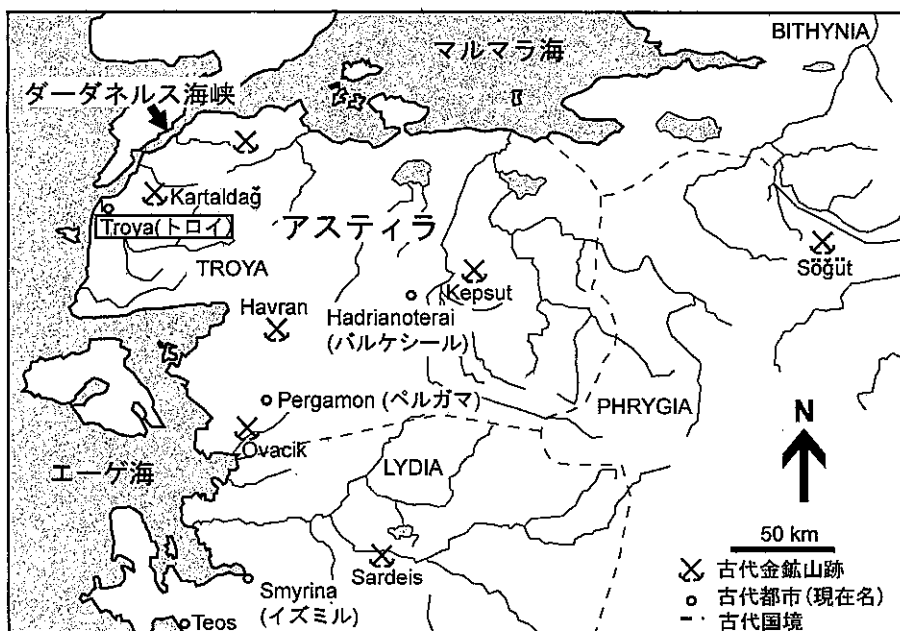 BITHYNIA
マルマラ海
ダーダネルス海峡
Kartaldağ
Troya(トロイ)
アスティラ
TROYA
Söğüt
Havran
Kepsut
Hadrianoterai
(バルケシール)
Pergamon (ペルガマ)
PHRYGIA
N
Ovacik
エーゲ海
LYDIA
50 km
Sardeis
古代金鉱山跡
Smyrina
(イズミル)
古代都市(現在名)
Teos
古代国境